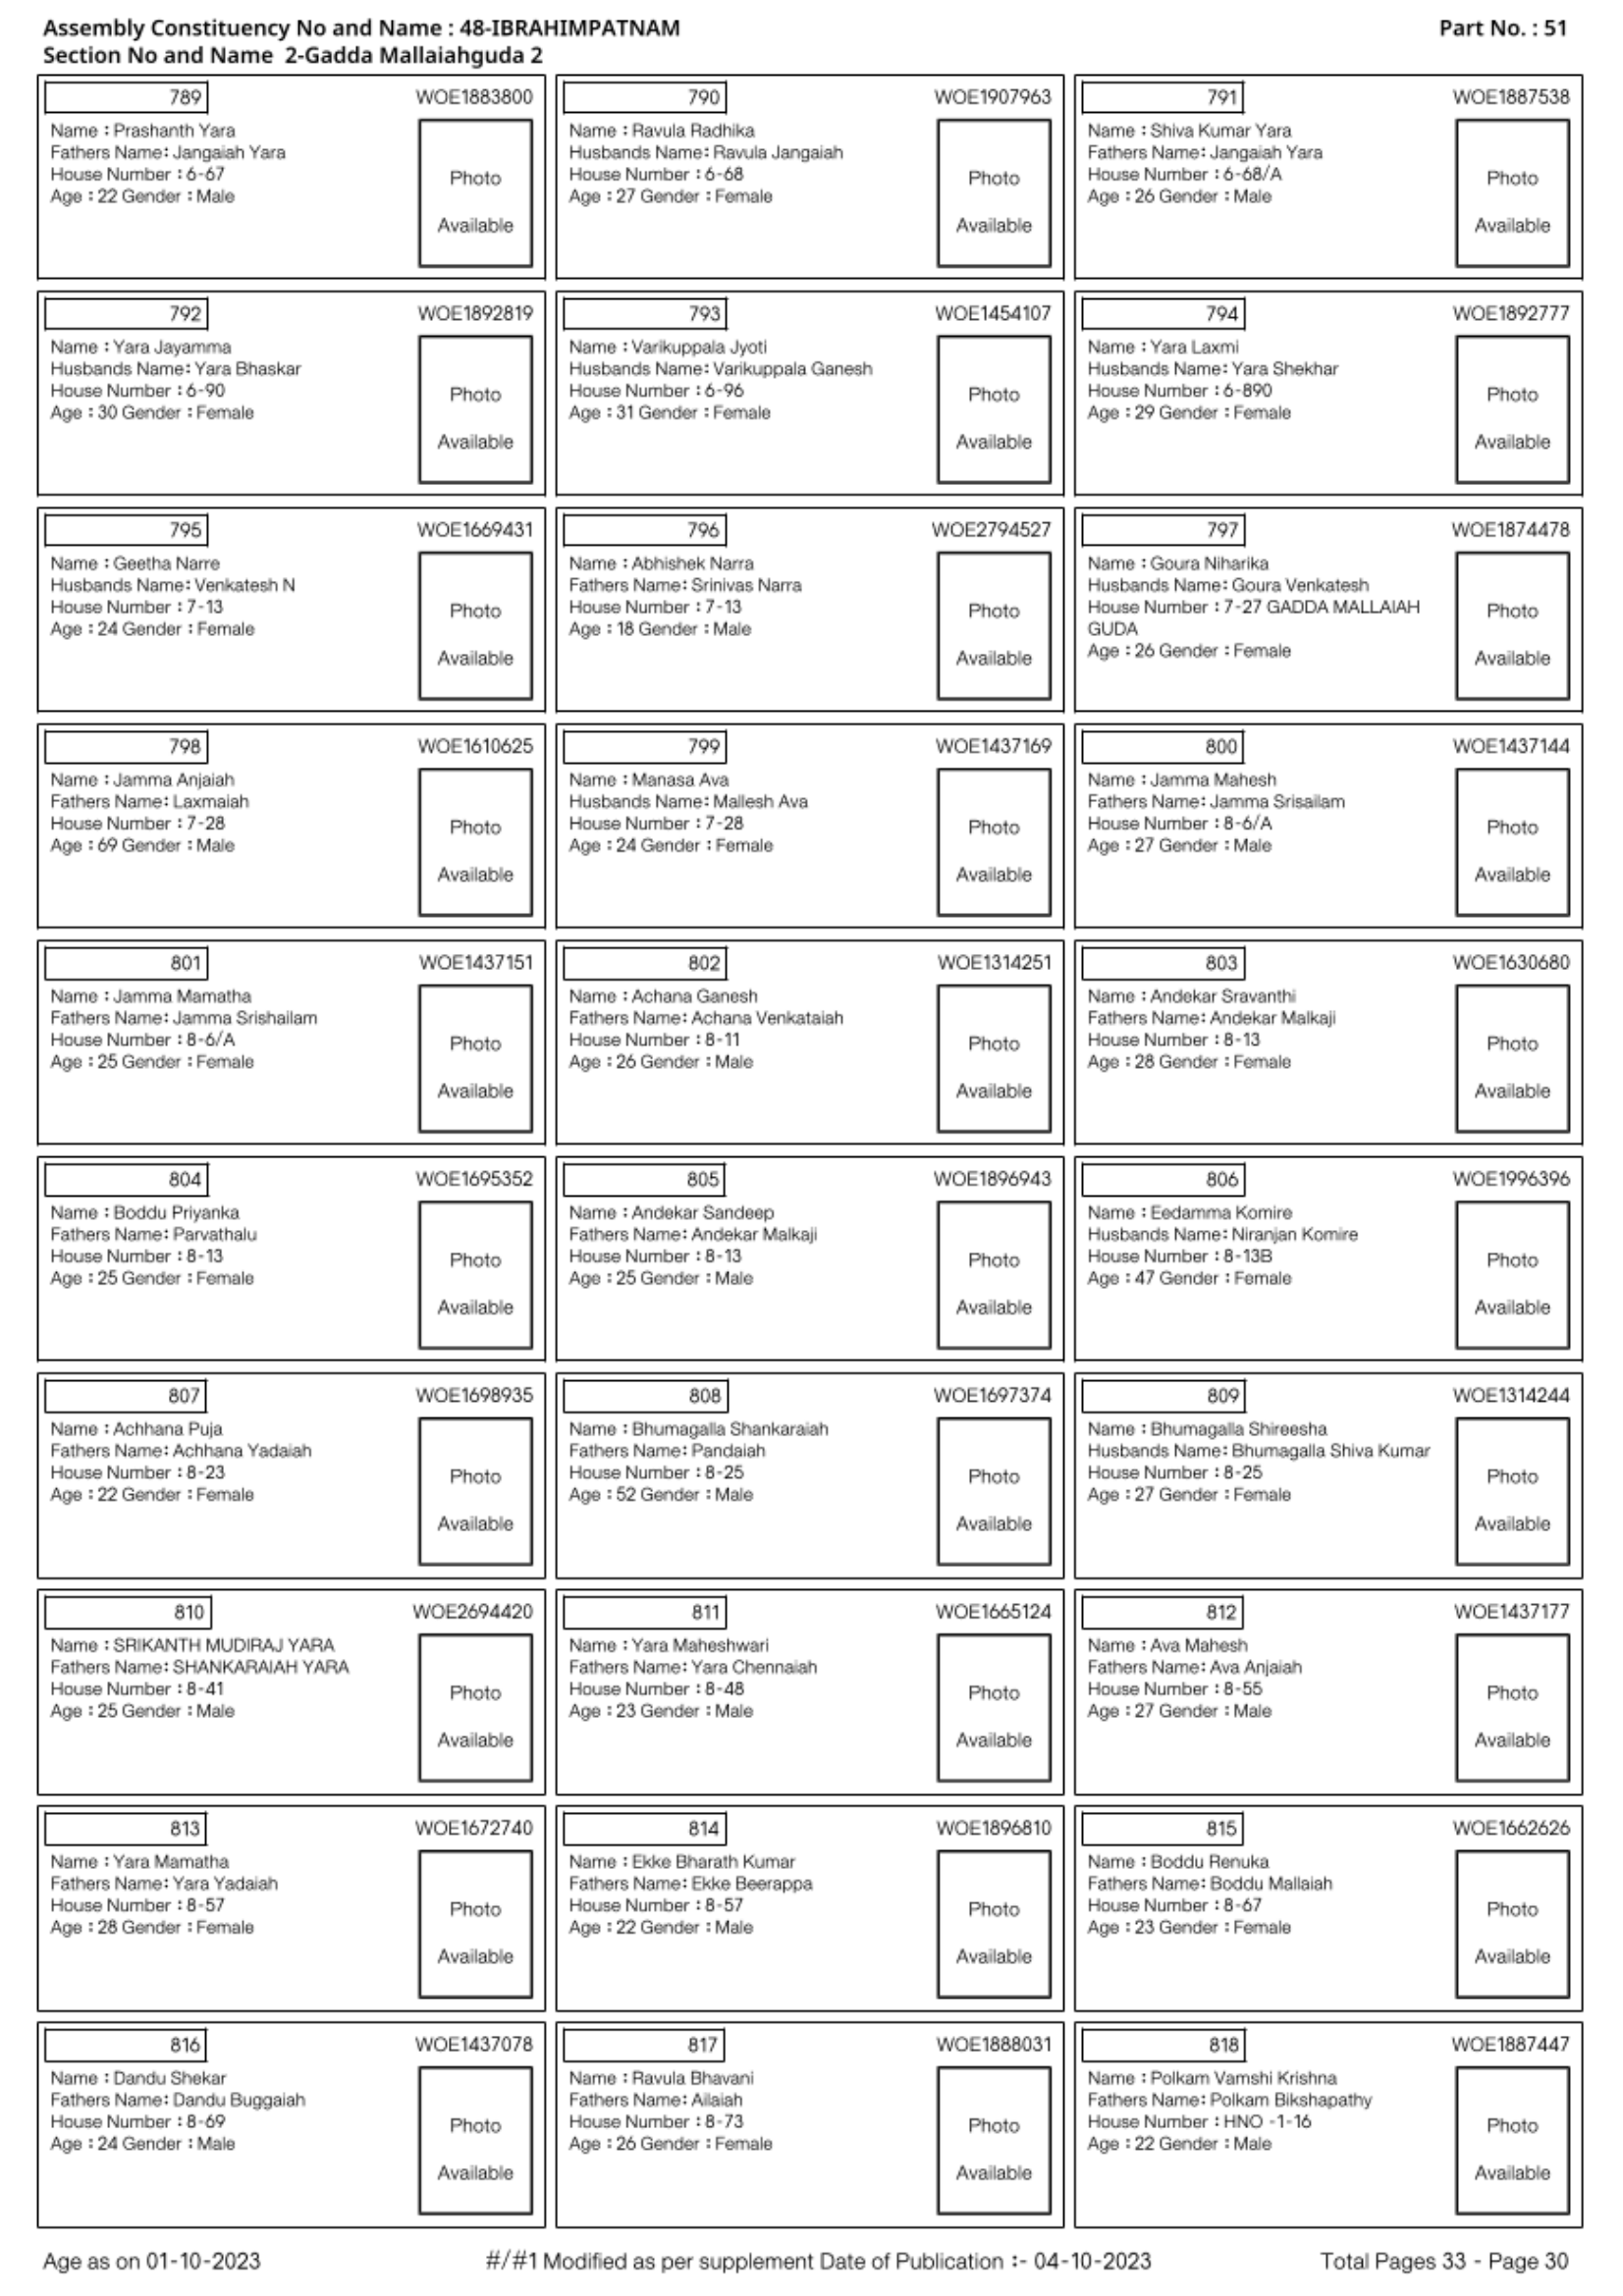 Assembly Constituency No and Name : 48-IBRAHIMPATNAM
Part No. : 51
Section No and Name 2-Gadda Mallaiahguda 2
789
WOE1883800
Name : Prashanth Yara
Fathers Name: Jangaiah Yara
House Number : 6-67
Age : 22 Gender : Male
Photo
Available
790
WOE1907963
Name : Ravula Radhika
Husbands Name: Ravula Jangaiah
House Number : 6-68
Age : 27 Gender : Female
Photo
Available
791
WOE1887538
Name : Shiva Kumar Yara
Fathers Name: Jangaiah Yara
House Number : 6-68/A
Age : 26 Gender : Male
Photo
Available
792
WOE1892819
Name : Yara Jayamma
Husbands Name: Yara Bhaskar
House Number : 6-90
Age : 30 Gender : Female
Photo
Available
793
WOE1454107
Name : Varikuppala Jyoti
Husbands Name: Varikuppala Ganesh
House Number : 6-96
Age : 31 Gender : Female
Photo
Available
794
WOE1892777
Name : Yara Laxmi
Husbands Name: Yara Shekhar
House Number : 6-890
Age : 29 Gender : Female
Photo
Available
795
WOE1669431
Name : Geetha Narre
Husbands Name: Venkatesh N
House Number : 7-13
Age : 24 Gender : Female
Photo
Available
796
WOE2794527
Name : Abhishek Narra
Fathers Name: Srinivas Narra
House Number : 7-13
Age : 18 Gender : Male
Photo
Available
797
WOE1874478
Name : Goura Niharika
Husbands Name: Goura Venkatesh
House Number : 7-27 GADDA MALLAIAH
GUDA
Age : 26 Gender : Female
Photo
Available
798
WOE1610625
Name : Jamma Anjaiah
Fathers Name: Laxmaiah
House Number : 7-28
Age : 69 Gender : Male
Photo
Available
799
WOE1437169
Name : Manasa Ava
Husbands Name: Mallesh Ava
House Number : 7-28
Age : 24 Gender : Female
Photo
Available
800
WOE1437144
Name : Jamma Mahesh
Fathers Name: Jamma Srisailam
House Number : 8-6/A
Age : 27 Gender : Male
Photo
Available
801
WOE1437151
Name : Jamma Mamatha
Fathers Name: Jamma Srishailam
House Number : 8-6/A
Age : 25 Gender : Female
Photo
Available
802
WOE1314251
Name : Achana Ganesh
Fathers Name: Achana Venkataiah
House Number : 8-11
Age : 26 Gender : Male
Photo
Available
803
WOE1630680
Name : Andekar Sravanthi
Fathers Name: Andekar Malkaji
House Number : 8-13
Age : 28 Gender : Female
Photo
Available
804
WOE1695352
Name : Boddu Priyanka
Fathers Name: Parvathalu
House Number : 8-13
Age : 25 Gender : Female
Photo
Available
805
WOE1896943
Name : Andekar Sandeep
Fathers Name: Andekar Malkaji
House Number : 8-13
Age : 25 Gender : Male
Photo
Available
806
WOE1996396
Name : Eedamma Komire
Husbands Name: Niranjan Komire
House Number : 8-13B
Age : 47 Gender : Female
Photo
Available
807
WOE1698935
Name : Achhana Puja
Fathers Name: Achhana Yadaiah
House Number : 8-23
Age : 22 Gender : Female
Photo
Available
808
WOE1697374
Name : Bhumagalla Shankaraiah
Fathers Name: Pandaiah
House Number : 8-25
Age : 52 Gender : Male
Photo
Available
809
WOE1314244
Name : Bhumagalla Shireesha
Husbands Name: Bhumagalla Shiva Kumar
House Number : 8-25
Age : 27 Gender : Female
Photo
Available
810
WOE2694420
Name : SRIKANTH MUDIRAJ YARA
Fathers Name: SHANKARAIAH YARA
House Number : 8-41
Age : 25 Gender : Male
Photo
Available
811
WOE1665124
Name : Yara Maheshwari
Fathers Name: Yara Chennaiah
House Number : 8-48
Age : 23 Gender : Male
Photo
Available
812
WOE1437177
Name : Ava Mahesh
Fathers Name: Ava Anjaiah
House Number : 8-55
Age : 27 Gender : Male
Photo
Available
813
WOE1672740
Name : Yara Mamatha
Fathers Name: Yara Yadaiah
House Number : 8-57
Age : 28 Gender : Female
Photo
Available
814
WOE1896810
Name : Ekke Bharath Kumar
Fathers Name: Ekke Beerappa
House Number : 8-57
Age : 22 Gender : Male
Photo
Available
815
WOE1662626
Name : Boddu Renuka
Fathers Name: Boddu Mallaiah
House Number : 8-67
Age : 23 Gender : Female
Photo
Available
816
WOE1437078
Name : Dandu Shekar
Fathers Name: Dandu Buggaiah
House Number : 8-69
Age : 24 Gender : Male
Photo
Available
817
WOE1888031
Name : Ravula Bhavani
Fathers Name: Ailaiah
House Number : 8-73
Age : 26 Gender : Female
Photo
Available
818
WOE1887447
Name : Polkam Vamshi Krishna
Fathers Name: Polkam Bikshapathy
House Number : HNO -1-16
Age : 22 Gender : Male
Photo
Available
Age as on 01-10-2023
#/#1 Modified as per supplement Date of Publication :- 04-10-2023
Total Pages 33 - Page 30